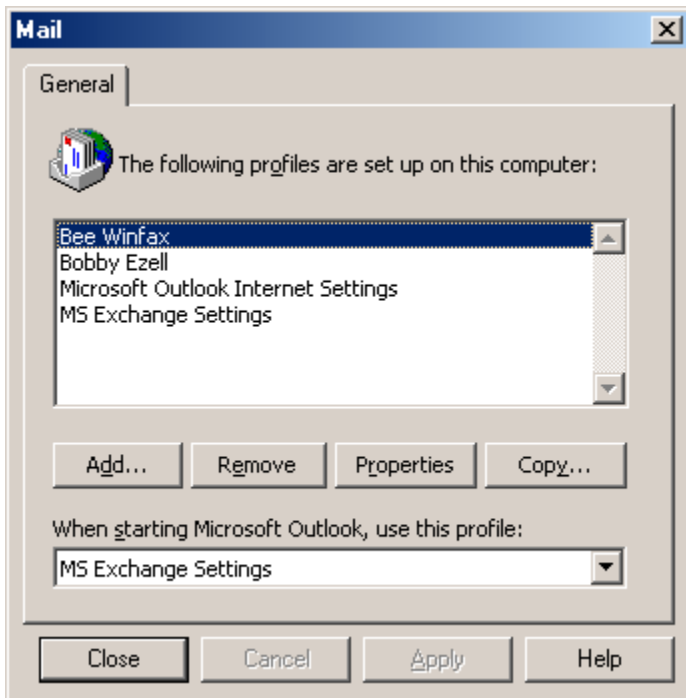 Mail
General
The following profiles are set up on this computer:
Bee Winfax
Bobby Ezell
Microsoft Outlook Internet Settings
MS Exchange Settings
Add... Remove Properties Copy...
When starting Microsoft Outlook, use this profile:
MS Exchange Settings
Close Cancel Apply Help